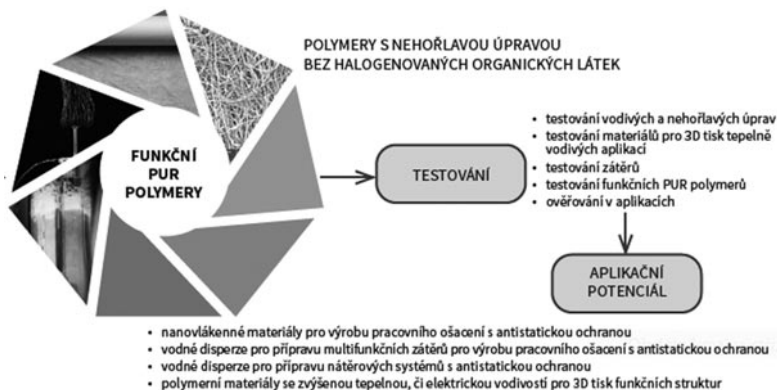 POLYMERY S NEHOŘLAVOU ÚPRAVOU
BEZ HALOGENOVANÝCH ORGANICKÝCH LÁTEK
FUNKČNÍ
PUR
POLYMERY
TESTOVÁNÍ
• testování vodivých a nehořlavých úprav
• testování materiálů pro 3D tisk tepelně
vodivých aplikací
• testování zátěrů
• testování funkčních PUR polymerů
• ověřování v aplikacích
APLIKAČNÍ
POTENCIÁL
• nanovlákenné materiály pro výrobu pracovního ošacení s antistatickou ochranou
• vodné disperze pro přípravu multifunkčních zátěrů pro výrobu pracovního ošacení s antistatickou ochranou
• vodné disperze pro přípravu nátěrových systémů s antistatickou ochranou
• polymerní materiály se zvýšenou tepelnou, či elektrickou vodivostí pro 3D tisk funkčních struktur